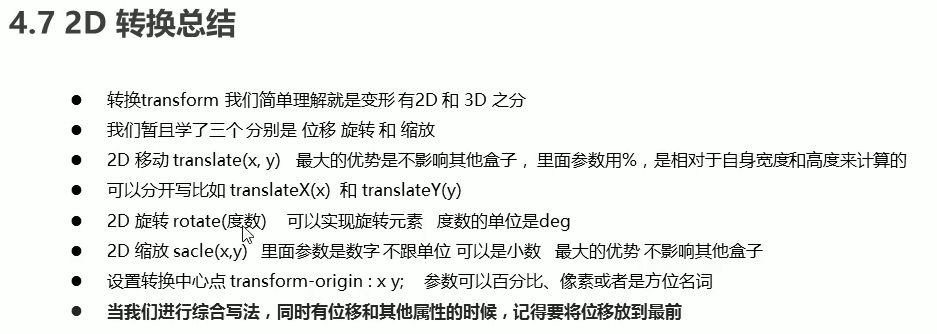 4.7 2D 转换总结
● 转换transform 我们简单理解就是变形 有2D 和 3D 之分
● 我们暂且学了三个 分别是 位移 旋转 和 缩放
● 2D 移动 translate(x, y) 最大的优势是不影响其他盒子， 里面参数用%，是相对于自身宽度和高度来计算的
● 可以分开写比如 translateX(x) 和 translateY(y)
● 2D 旋转 rotate(度数) 可以实现旋转元素 度数的单位是deg
● 2D 缩放 sacle(x,y) 里面参数是数字 不跟单位 可以是小数 最大的优势 不影响其他盒子
● 设置转换中心点 transform-origin : x y; 参数可以百分比、像素或者是方位名词
● 当我们进行综合写法，同时有位移和其他属性的时候，记得要将位移放到最前